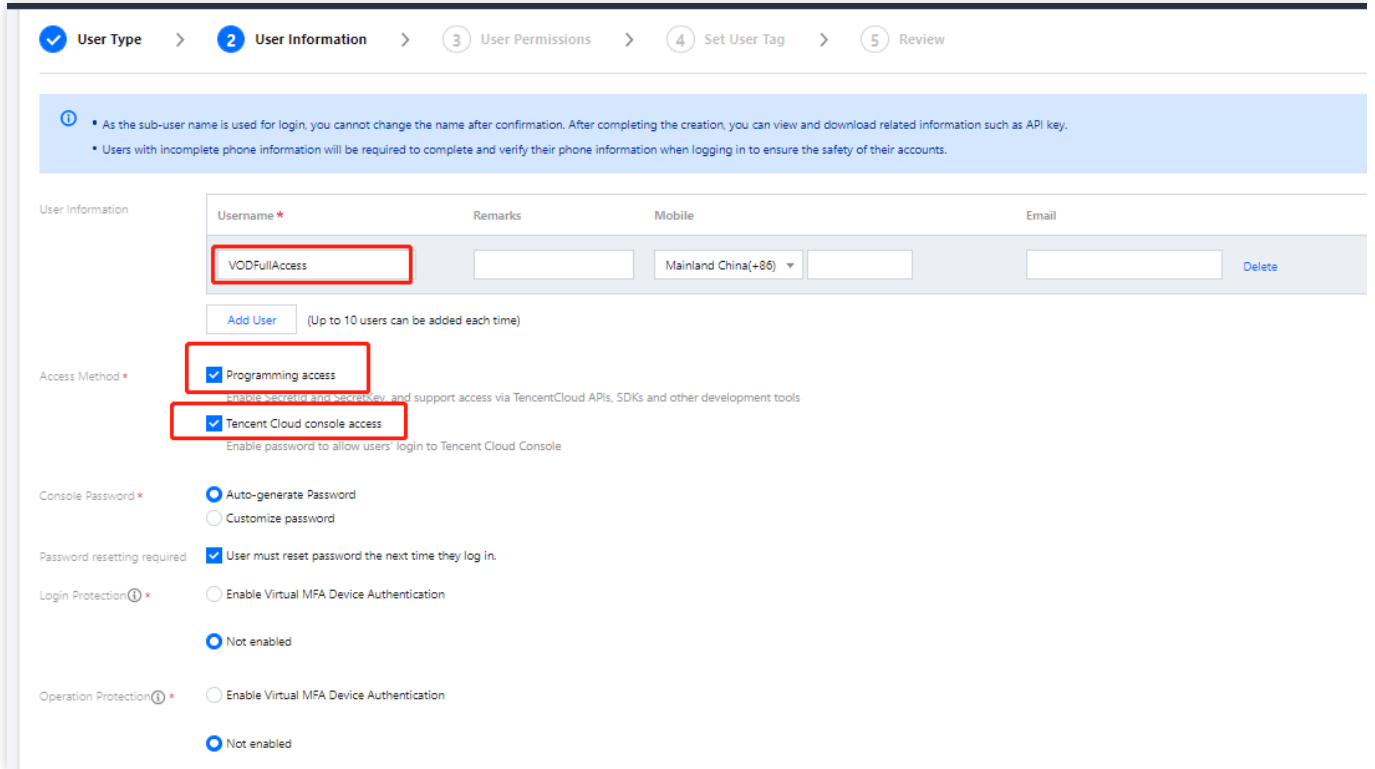 User Type > 2 User Information > 3 User Permissions > 4 Set User Tag > 5 Review
• As the sub-user name is used for login, you cannot change the name after confirmation. After completing the creation, you can view and download related information such as API key.
• Users with incomplete phone information will be required to complete and verify their phone information when logging in to ensure the safety of their accounts.
User Information
Username * Remarks Mobile Email
VODFullAccess Mainland China(+86) Delete
Add User (Up to 10 users can be added each time)
Access Method * Programming access
Enable SecretId and SecretKey, and support access via TencentCloud APIs, SDKs and other development tools
Tencent Cloud console access
Enable password to allow users' login to Tencent Cloud Console
Console Password * Auto-generate Password
Customize password
Password resetting required User must reset password the next time they log in.
Login Protection * Enable Virtual MFA Device Authentication
Not enabled
Operation Protection * Enable Virtual MFA Device Authentication
Not enabled